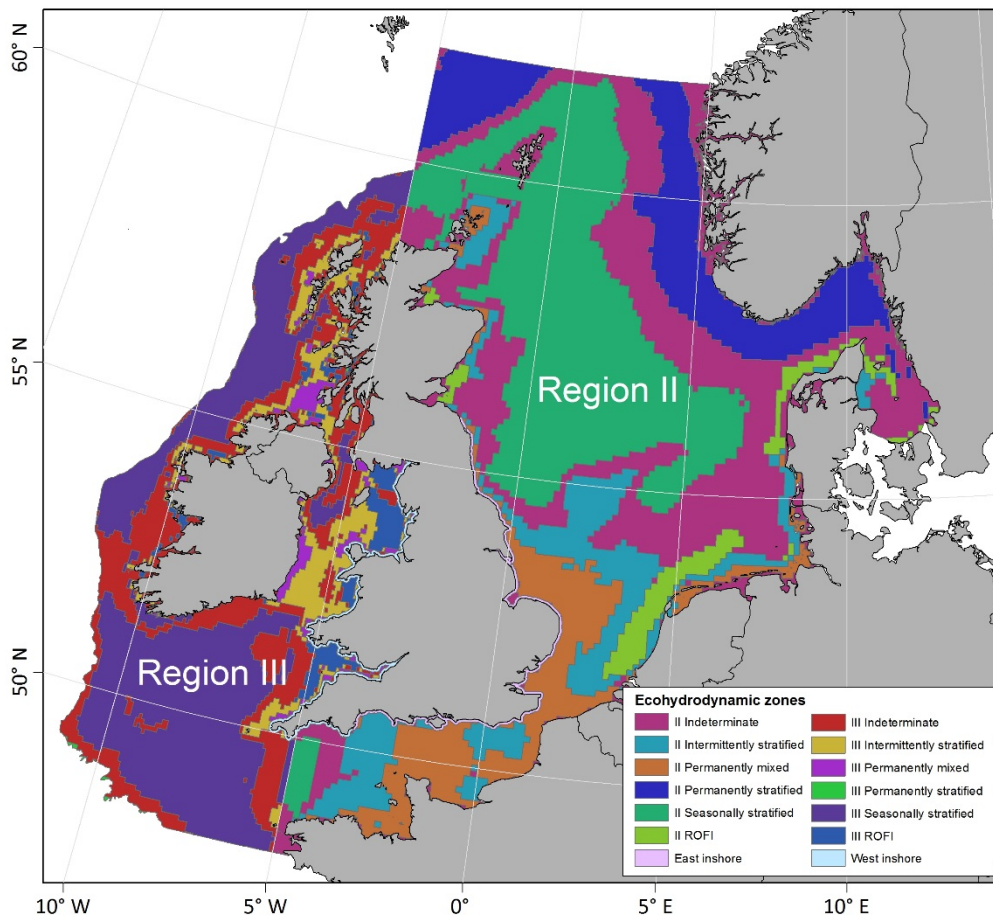 60° N
55° N
50° N
Region II
Region III
Ecohydrodynamic zones
II Indeterminate
III Indeterminate
II Intermittently stratified
III Intermittently stratified
II Permanently mixed
III Permanently mixed
II Permanently stratified
III Permanently stratified
II Seasonally stratified
III Seasonally stratified
II ROFI
III ROFI
East inshore
West inshore
10° W
5° W
0°
5° E
10° E